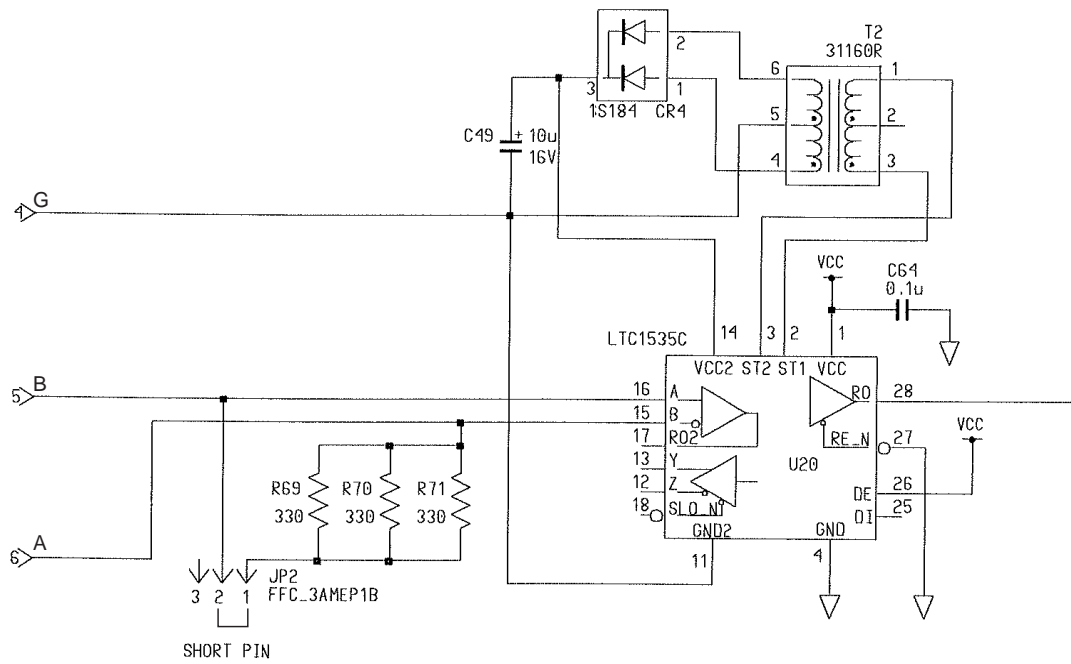 T2
31160R
2
6
1
3
1
5
2
1S184 CR4
C49 + 10u
16V
4
3
4 G
VCC
C64
0.1u
14
3
2
1
LTC1535C
VCC2 ST2 ST1 VCC
5 B
16 A
RO 28
15 B
VCC
17 RO2
RE_N 27
13 Y
U20
R69
330
R70
330
R71
330
12 Z
DE 26
18 SLO_N
DI 25
GND2
GND
11
4
6 A
JP2
FFC_3AMEP1B
3 2 1
SHORT PIN